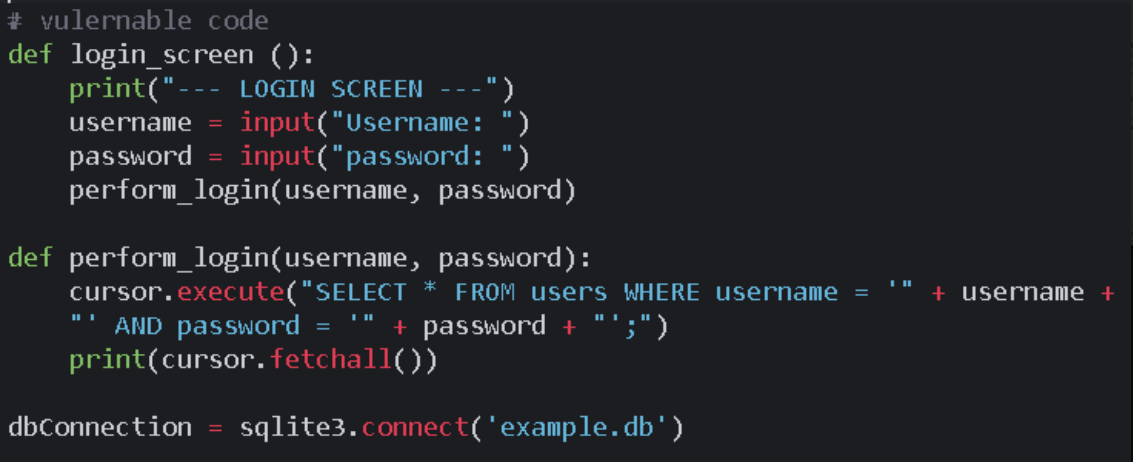 # vulernable code
def login_screen ():
    print("--- LOGIN SCREEN ---")
    username = input("Username: ")
    password = input("password: ")
    perform_login(username, password)

def perform_login(username, password):
    cursor.execute("SELECT * FROM users WHERE username = '" + username +
    "' AND password = '" + password + "';")
    print(cursor.fetchall())

dbConnection = sqlite3.connect('example.db')